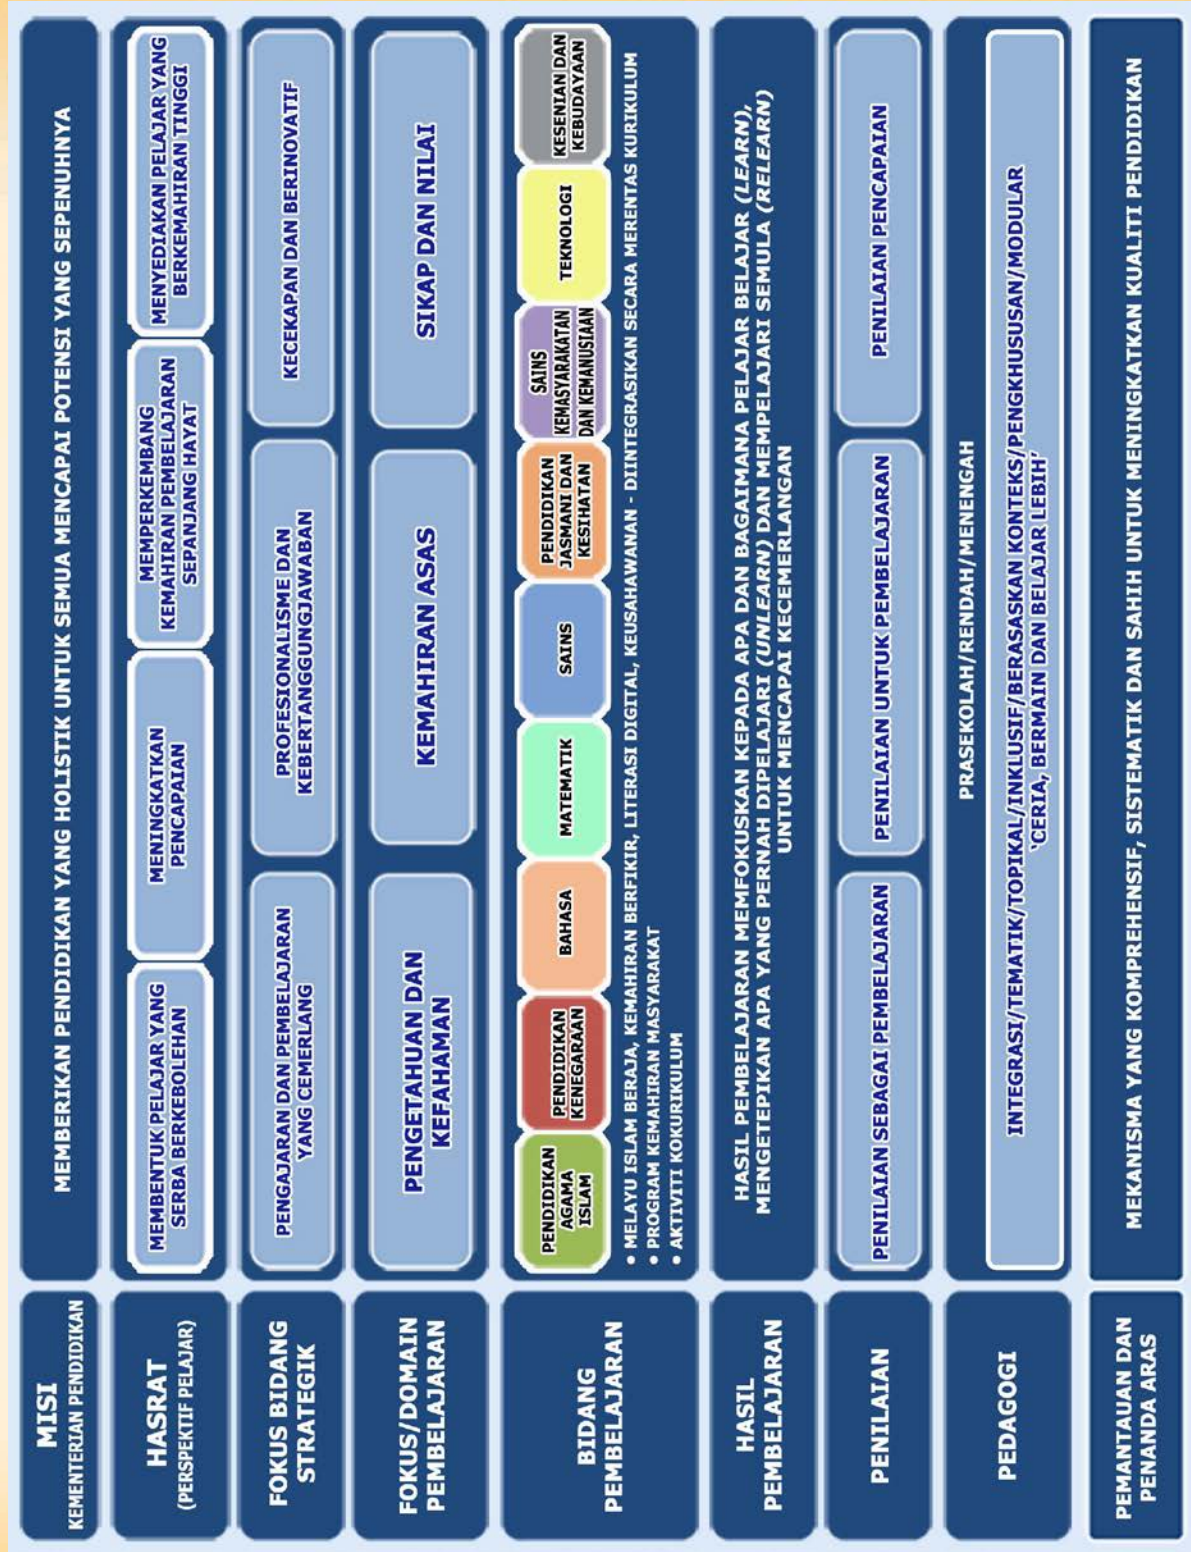 MISI
KEMENTERIAN PENDIDIKAN
MEMBERIKAN PENDIDIKAN YANG HOLISTIK UNTUK SEMUA MENCAPAI POTENSI YANG SEPENUHNYA
HASRAT
(PERSPEKTIF PELAJAR)
MEMBENTUK PELAJAR YANG
SERBA BERKEBOLEHAN
MENINGKATKAN
PENCAPAIAN
MEMPERKEMBANG
KEMAHIRAN PEMBELAJARAN
SEPANJANG HAYAT
MENYEDIAKAN PELAJAR YANG
BERKEMAHIRAN TINGGI
FOKUS BIDANG
STRATEGIK
PENGAJARAN DAN PEMBELAJARAN
YANG CEMERLANG
PROFESIONALISME DAN
KEBERTANGGUNGJAWABAN
KECEKAPAN DAN BERINOVATIF
FOKUS/DOMAIN
PEMBELAJARAN
PENGETAHUAN DAN
KEFAHAMAN
KEMAHIRAN ASAS
SIKAP DAN NILAI
BIDANG
PEMBELAJARAN
PENDIDIKAN
AGAMA
ISLAM
PENDIDIKAN
KENEGARAAN
BAHASA
MATEMATIK
SAINS
PENDIDIKAN
JASMANI DAN
KESIHATAN
SAINS
KEMASYARAKATAN
DAN KEMANUSIAAN
TEKNOLOGI
KESENIAN DAN
KEBUDAYAAN
• MELAYU ISLAM BERAJA, KEMAHIRAN BERFIKIR, LITERASI DIGITAL, KEUSAHAWANAN - DIINTEGRASIKAN SECARA MERENTAS KURIKULUM
• PROGRAM KEMAHIRAN MASYARAKAT
• AKTIVITI KOKURIKULUM
HASIL
PEMBELAJARAN
HASIL PEMBELAJARAN MEMFOKUSKAN KEPADA APA DAN BAGAIMANA PELAJAR BELAJAR (LEARN),
MENGETEPIKAN APA YANG PERNAH DIPELAJARI (UNLEARN) DAN MEMPELAJARI SEMULA (RELEARN)
UNTUK MENCAPAI KECEMERLANGAN
PENILAIAN
PENILAIAN SEBAGAI PEMBELAJARAN
PENILAIAN UNTUK PEMBELAJARAN
PENILAIAN PENCAPAIAN
PEDAGOGI
PRASEKOLAH/RENDAH/MENENGAH
INTEGRASI/TEMATIK/TOPIKAL/INKLUSIF/BERASASKAN KONTEKS/PENGKHUSUSAN/MODULAR
'CERIA, BERMAIN DAN BELAJAR LEBIH'
PEMANTAUAN DAN
PENANDA ARAS
MEKANISMA YANG KOMPREHENSIF, SISTEMATIK DAN SAHIH UNTUK MENINGKATKAN KUALITI PENDIDIKAN